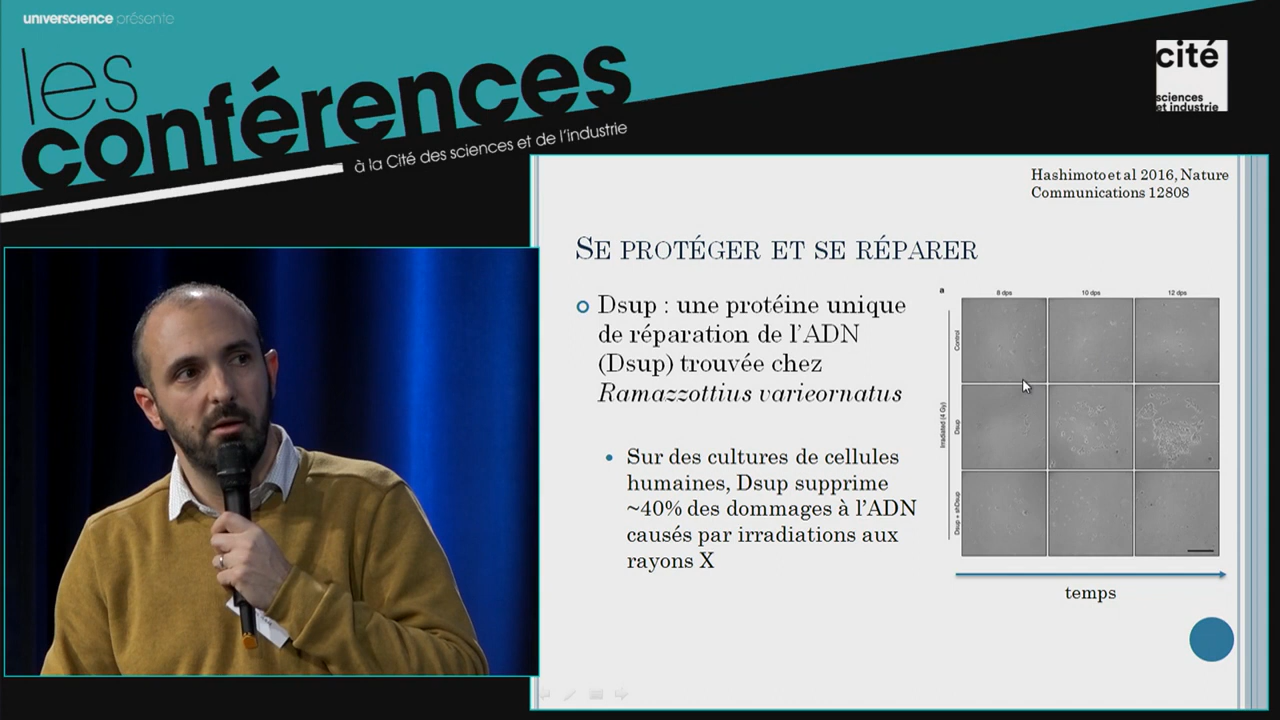 universcience présente
les
conférences
à la Cité des sciences et de l'industrie
cité
sciences
et industrie
Hashimoto et al 2016, Nature
Communications 12808
SE PROTÉGER ET SE RÉPARER
Dsup : une protéine unique
de réparation de l'ADN
(Dsup) trouvée chez
Ramazzottius varieornatus
Sur des cultures de cellules
humaines, Dsup supprime
~40% des dommages à l'ADN
causés par irradiations aux
rayons X
a
8 dps 10 dps 12 dps
Irradiated (4 Gy)
Control
Dsup
Dsup + shDsup
temps